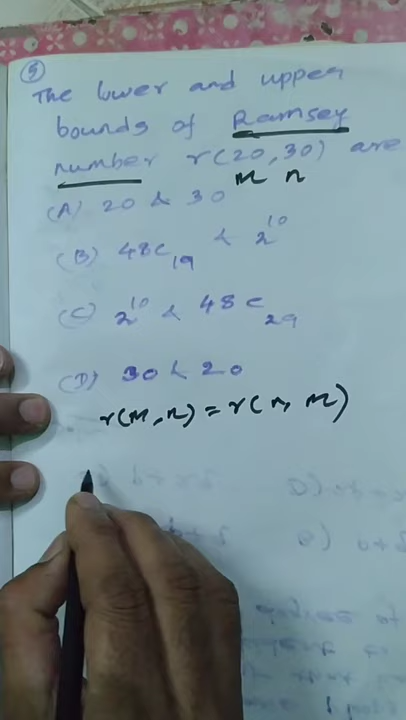 5
The lower and upper
bounds of Ramsey
number r(20,30) are
m n
(A) 20 & 30
(B) 48C19 & 2^10
(C) 2^10 & 48C29
(D) 30 & 20
r(m,n) = r(n, m)